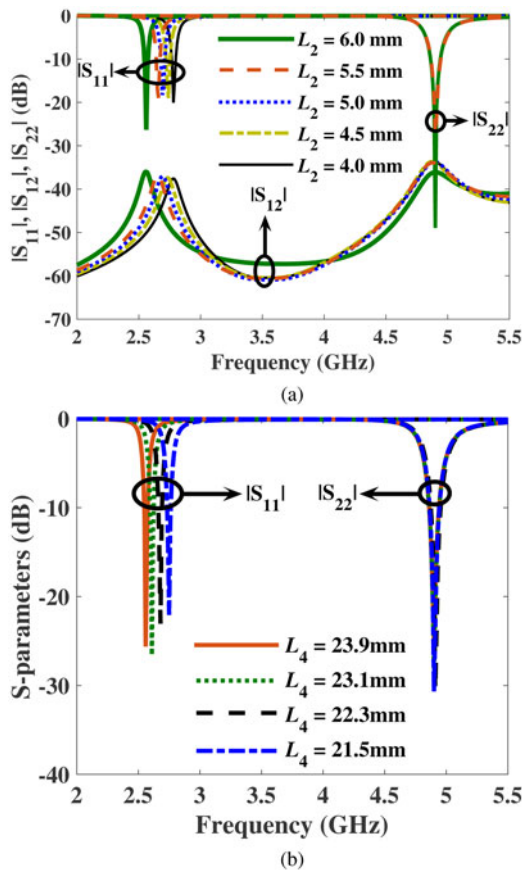 |S11|, |S12|, |S22| (dB)
0
-10
-20
-30
-40
-50
-60
-70
|S11|
L2 = 6.0 mm
L2 = 5.5 mm
L2 = 5.0 mm
L2 = 4.5 mm
L2 = 4.0 mm
|S22|
|S12|
2 2.5 3 3.5 4 4.5 5 5.5
Frequency (GHz)
(a)
S-parameters (dB)
0
-10
-20
-30
-40
|S11| |S22|
L4 = 23.9mm
L4 = 23.1mm
L4 = 22.3mm
L4 = 21.5mm
2 2.5 3 3.5 4 4.5 5 5.5
Frequency (GHz)
(b)